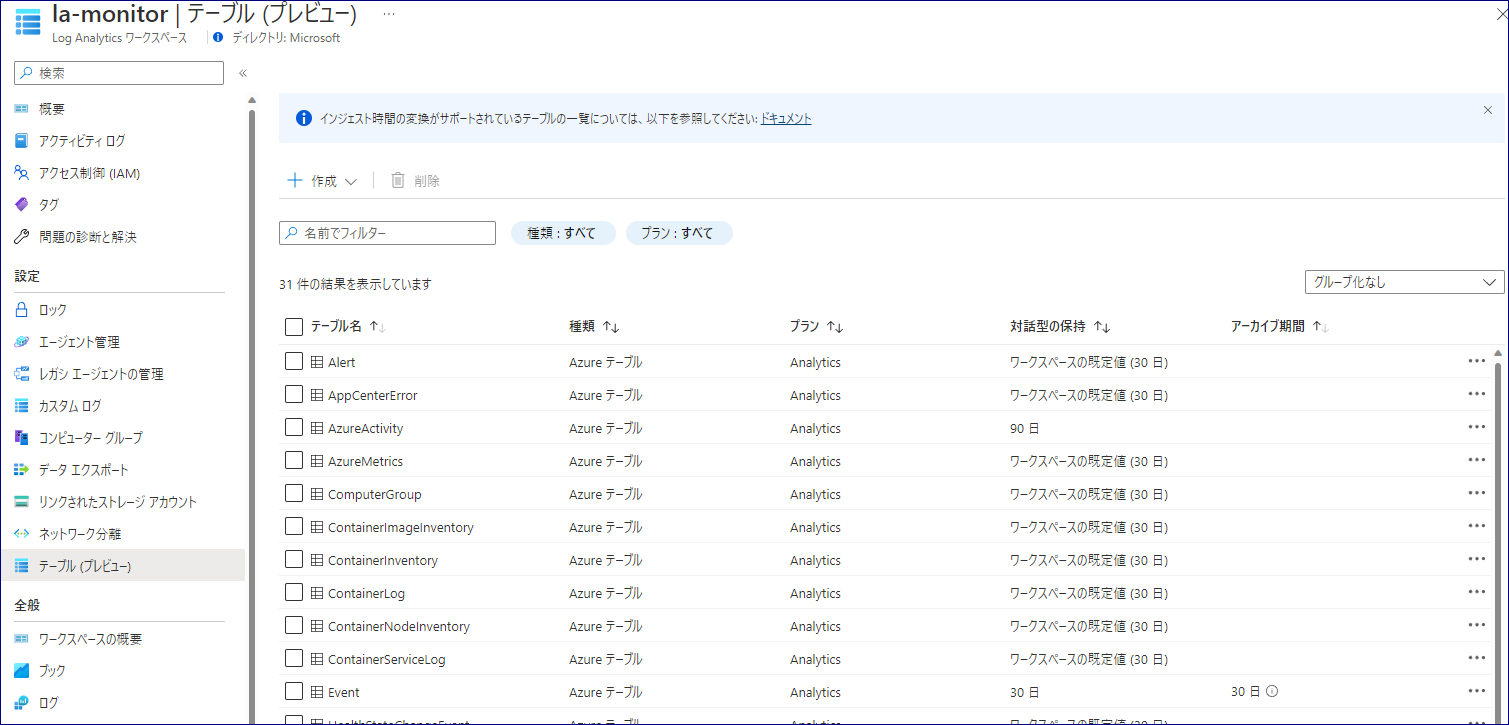 la-monitor | テーブル (プレビュー) …
Log Analytics ワークスペース ディレクトリ: Microsoft
検索 «
概要
アクティビティ ログ
アクセス制御 (IAM)
タグ
問題の診断と解決
設定
ロック
エージェント管理
レガシ エージェントの管理
カスタム ログ
コンピューター グループ
データ エクスポート
リンクされたストレージ アカウント
ネットワーク分離
テーブル (プレビュー)
全般
ワークスペースの概要
ブック
ログ
インジェスト時間の変換がサポートされているテーブルの一覧については、以下を参照してください: ドキュメント
作成 削除
名前でフィルター 種類 : すべて プラン : すべて
31 件の結果を表示しています グループ化なし
テーブル名 種類 プラン 対話型の保持 アーカイブ期間
Alert Azure テーブル Analytics ワークスペースの既定値 (30 日)
AppCenterError Azure テーブル Analytics ワークスペースの既定値 (30 日)
AzureActivity Azure テーブル Analytics 90 日
AzureMetrics Azure テーブル Analytics ワークスペースの既定値 (30 日)
ComputerGroup Azure テーブル Analytics ワークスペースの既定値 (30 日)
ContainerImageInventory Azure テーブル Analytics ワークスペースの既定値 (30 日)
ContainerInventory Azure テーブル Analytics ワークスペースの既定値 (30 日)
ContainerLog Azure テーブル Analytics ワークスペースの既定値 (30 日)
ContainerNodeInventory Azure テーブル Analytics ワークスペースの既定値 (30 日)
ContainerServiceLog Azure テーブル Analytics ワークスペースの既定値 (30 日)
Event Azure テーブル Analytics 30 日 30 日
HealthStateChangeEvent Azure テーブル Analytics ワークスペースの既定値 (30 日)